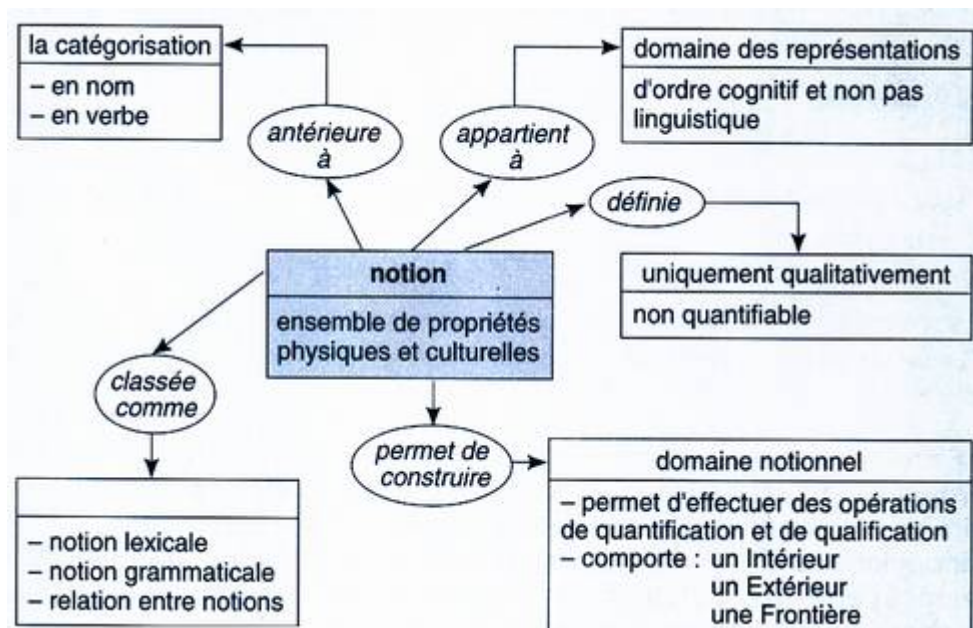 la catégorisation
– en nom
– en verbe
antérieure
à
appartient
à
domaine des représentations
d'ordre cognitif et non pas
linguistique
définie
uniquement qualitativement
non quantifiable
notion
ensemble de propriétés
physiques et culturelles
classée
comme
– notion lexicale
– notion grammaticale
– relation entre notions
permet de
construire
domaine notionnel
– permet d'effectuer des opérations
de quantification et de qualification
– comporte : un Intérieur
un Extérieur
une Frontière